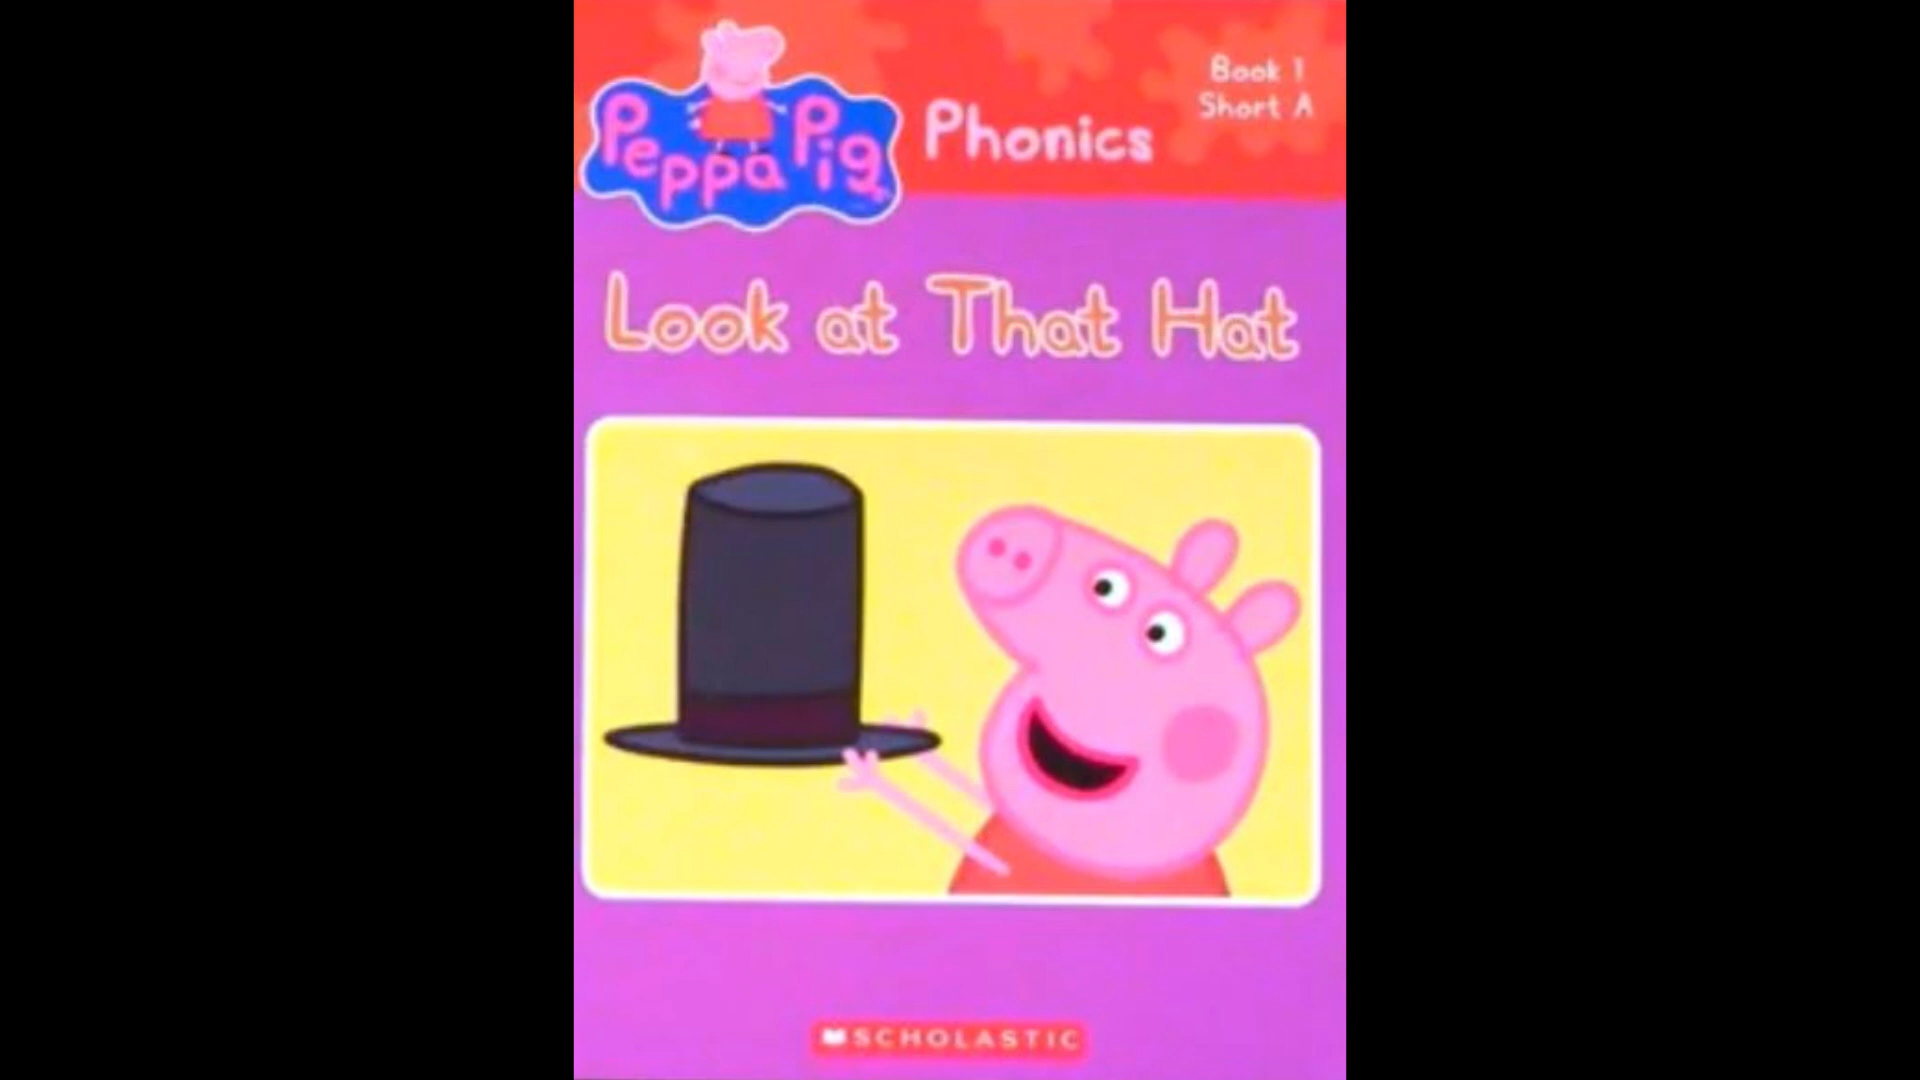 Peppa Pig
Phonics
Book 1
Short A
Look at That Hat
SCHOLASTIC